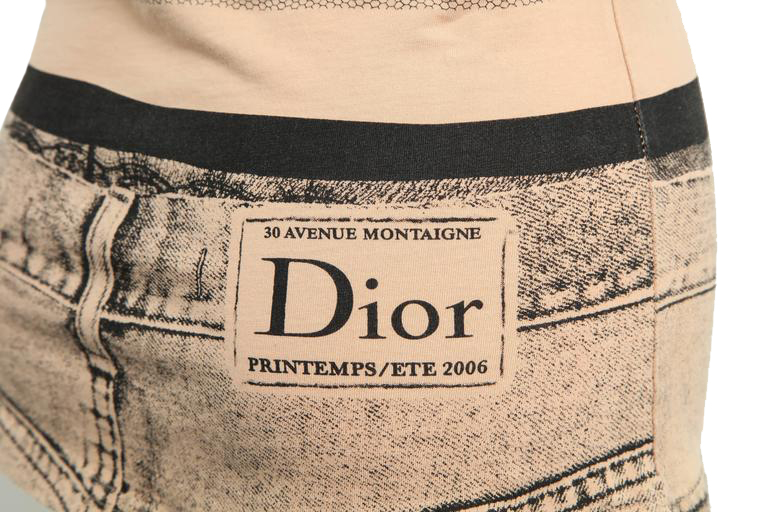 30 AVENUE MONTAIGNE
Dior
PRINTEMPS/ETE 2006